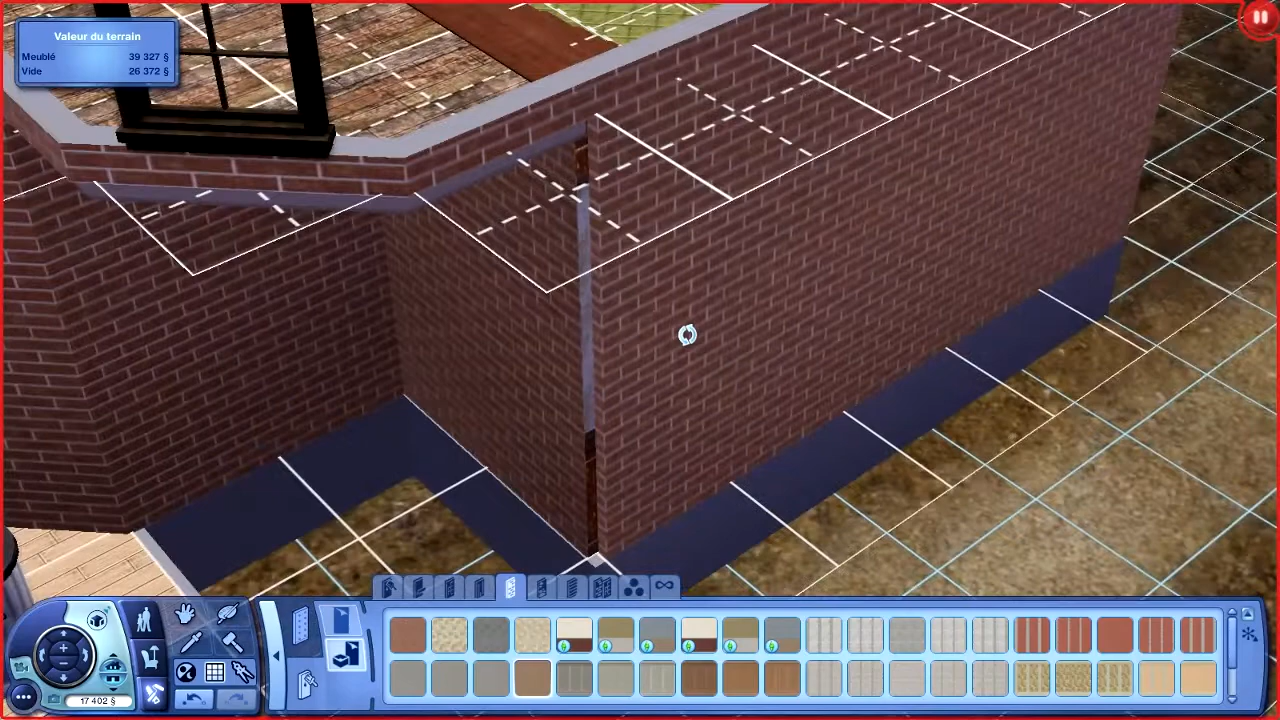 Valeur du terrain
Meublé 39 327 §
Vide 26 372 §
17 402 §